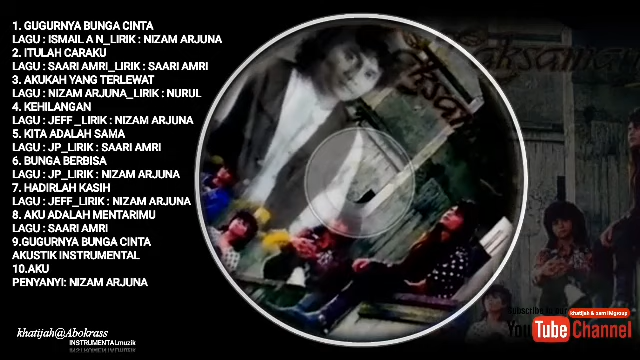 1. GUGURNYA BUNGA CINTA
LAGU : ISMAIL A N_LIRIK : NIZAM ARJUNA
2. ITULAH CARAKU
LAGU : SAARI AMRI_LIRIK : SAARI AMRI
3. AKUKAH YANG TERLEWAT
LAGU : NIZAM ARJUNA_LIRIK : NURUL
4. KEHILANGAN
LAGU : JEFF_LIRIK : NIZAM ARJUNA
5. KITA ADALAH SAMA
LAGU : JP_LIRIK : SAARI AMRI
6. BUNGA BERBISA
LAGU : JP_LIRIK : NIZAM ARJUNA
7. HADIRLAH KASIH
LAGU : JEFF_LIRIK : NIZAM ARJUNA
8. AKU ADALAH MENTARIMU
LAGU : SAARI AMRI
9.GUGURNYA BUNGA CINTA
AKUSTIK INSTRUMENTAL
10.AKU
PENYANYI: NIZAM ARJUNA
khatijah@Abokrass
INSTRUMENTALmuzik
Subscribe to
YouTube Channel